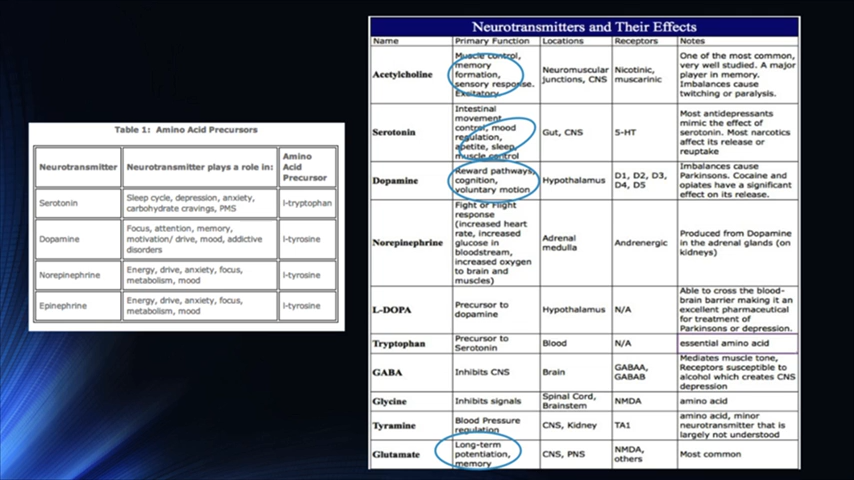 Table 1: Amino Acid Precursors
Neurotransmitter Neurotransmitter plays a role in: Amino
Acid
Precursor
Serotonin Sleep cycle, depression, anxiety,
carbohydrate cravings, PMS l-tryptophan
Dopamine Focus, attention, memory,
motivation/ drive, mood, addictive
disorders l-tyrosine
Norepinephrine Energy, drive, anxiety, focus,
metabolism, mood l-tyrosine
Epinephrine Energy, drive, anxiety, focus,
metabolism, mood l-tyrosine
Neurotransmitters and Their Effects
Name Primary Function Locations Receptors Notes
Acetylcholine
Muscle control,
memory
formation,
sensory response.
Excitatory
Neuromuscular
junctions, CNS
Nicotinic,
muscarinic
One of the most common,
very well studied. A major
player in memory.
Imbalances cause
twitching or paralysis.
Serotonin
Intestinal
movement
control, mood
regulation,
apetite, sleep,
muscle control
Gut, CNS
5-HT
Most antidepressants
mimic the effect of
serotonin. Most narcotics
affect its release or
reuptake
Dopamine
Reward pathways,
cognition,
voluntary motion
Hypothalamus
D1, D2, D3,
D4, D5
Imbalances cause
Parkinsons. Cocaine and
opiates have a significant
effect on its release.
Norepinephrine
Fight or Flight
response
(increased heart
rate, increased
glucose in
bloodstream,
increased oxygen
to brain and
muscles)
Adrenal
medulla
Andrenergic
Produced from Dopamine
in the adrenal glands (on
kidneys)
L-DOPA
Precursor to
dopamine
Hypothalamus
N/A
Able to cross the blood-
brain barrier making it an
excellent pharmaceutical
for treatment of
Parkinsons or depression.
Tryptophan
Precursor to
Serotonin
Blood
N/A
essential amino acid
GABA
Inhibits CNS
Brain
GABAA,
GABAB
Mediates muscle tone,
Receptors susceptible to
alcohol which creates CNS
depression
Glycine
Inhibits signals
Spinal Cord,
Brainstem
NMDA
amino acid
Tyramine
Blood Pressure
regulation
CNS, Kidney
TA1
amino acid, minor
neurotransmitter that is
largely not understood
Glutamate
Long-term
potentiation,
memory
CNS, PNS
NMDA,
others
Most common